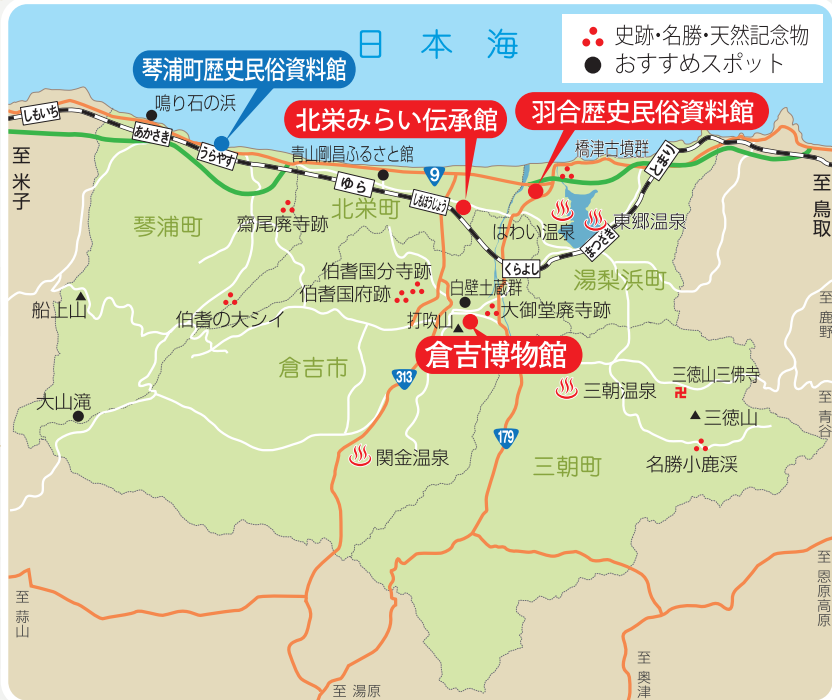 日本海
史跡・名勝・天然記念物
おすすめスポット
琴浦町歴史民俗資料館
鳴り石の浜
しもいち
あかさき
うらやす
北栄みらい伝承館
羽合歴史民俗資料館
青山剛昌ふるさと館
橋津古墳群
9
至 米子
ゆら
しもほうじょう
北栄町
琴浦町
齋尾廃寺跡
はわい温泉
東郷温泉
とまり
まつざき
くらよし
至 鳥取
湯梨浜町
伯耆国分寺跡
伯耆国府跡
白壁土蔵群
大御堂廃寺跡
打吹山
船上山
伯耆の大シイ
至 鹿野
倉吉博物館
倉吉市
313
三朝温泉
三徳山三佛寺
三徳山
至 青谷
大山滝
179
関金温泉
三朝町
名勝小鹿渓
至 恩原高原
至 蒜山
至 奥津
至 湯原